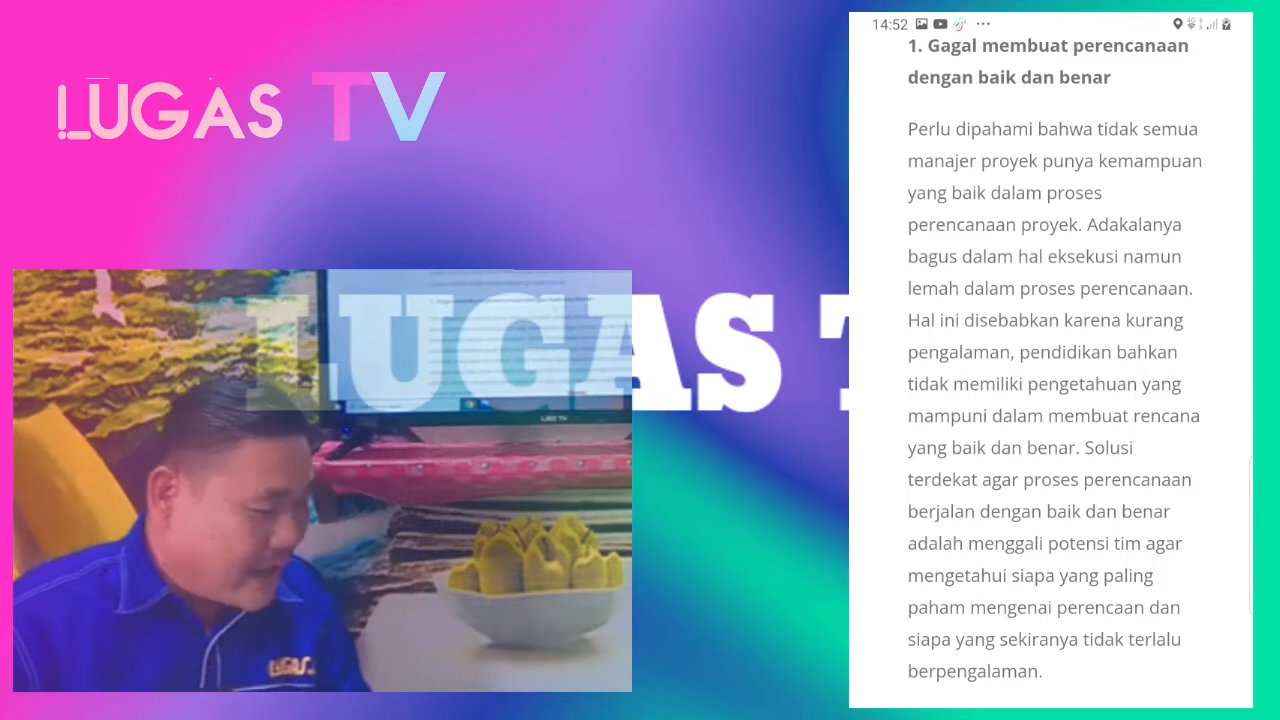 LUGAS TV
LUGAS T
LUGAS
14:52
1. Gagal membuat perencanaan
dengan baik dan benar
Perlu dipahami bahwa tidak semua
manajer proyek punya kemampuan
yang baik dalam proses
perencanaan proyek. Adakalanya
bagus dalam hal eksekusi namun
lemah dalam proses perencanaan.
Hal ini disebabkan karena kurang
pengalaman, pendidikan bahkan
tidak memiliki pengetahuan yang
mampuni dalam membuat rencana
yang baik dan benar. Solusi
terdekat agar proses perencanaan
berjalan dengan baik dan benar
adalah menggali potensi tim agar
mengetahui siapa yang paling
paham mengenai perencaan dan
siapa yang sekiranya tidak terlalu
berpengalaman.